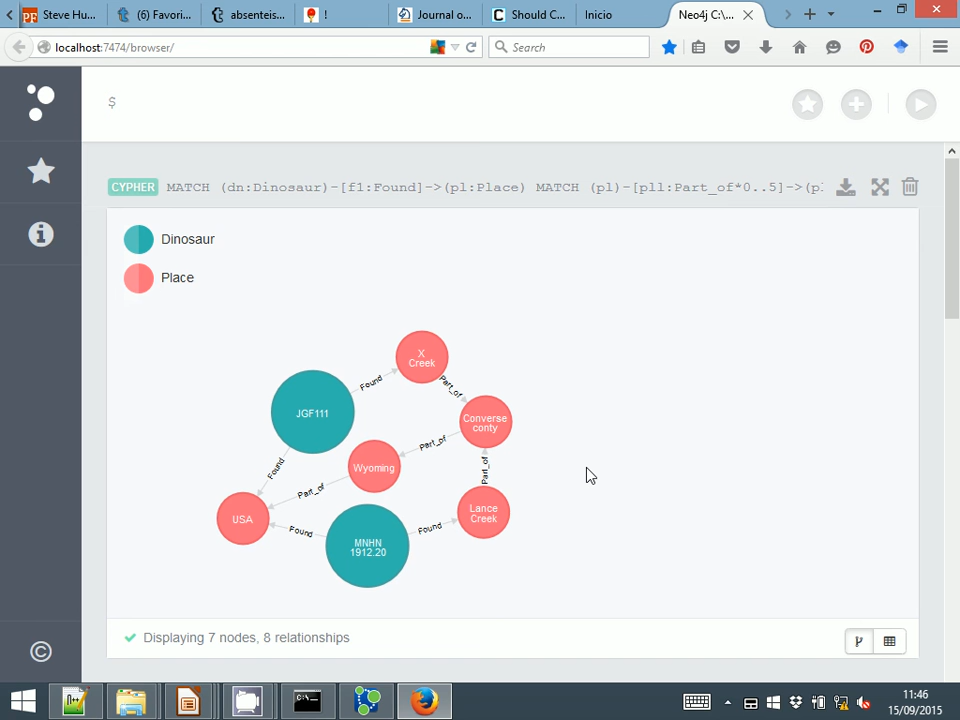 Steve Hu...
(6) Favori...
absenteis...
!
Journal o...
Should C...
Inicio
Neo4j C:\...
localhost:7474/browser/
Search
$
CYPHER MATCH (dn:Dinosaur)-[f1:Found]->(pl:Place) MATCH (pl)-[pll:Part_of*0..5]->(p
Dinosaur
Place
X
Creek
Found
Part_of
JGF111
Converse
conty
Part_of
Found
Wyoming
Part_of
Part_of
USA
Found
MNHN
1912.20
Found
Lance
Creek
Displaying 7 nodes, 8 relationships
11:46
15/09/2015